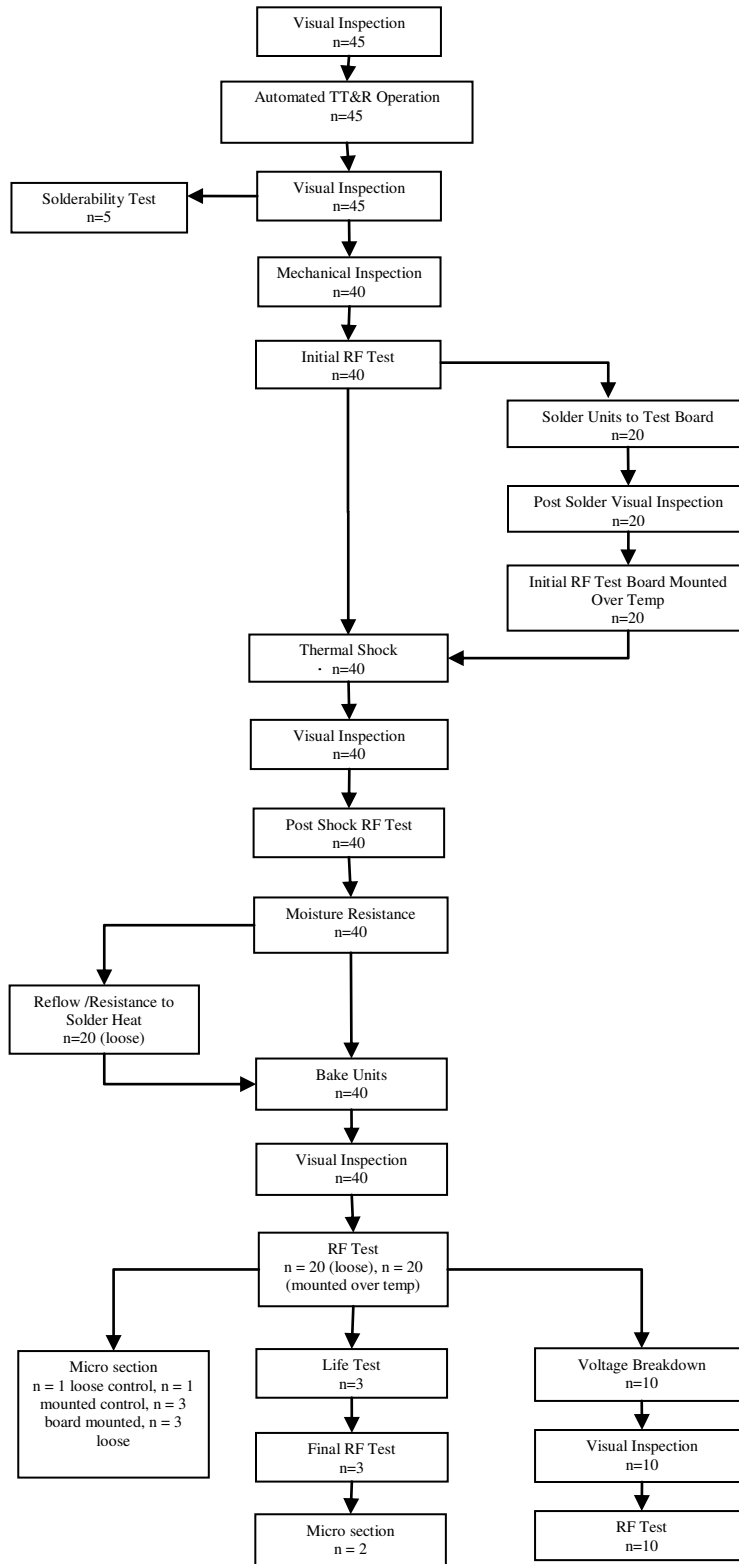 Visual Inspection
n=45
Automated TT&R Operation
n=45
Visual Inspection
n=45
Solderability Test
n=5
Mechanical Inspection
n=40
Initial RF Test
n=40
Solder Units to Test Board
n=20
Post Solder Visual Inspection
n=20
Initial RF Test Board Mounted
Over Temp
n=20
Thermal Shock
· n=40
Visual Inspection
n=40
Post Shock RF Test
n=40
Moisture Resistance
n=40
Reflow /Resistance to
Solder Heat
n=20 (loose)
Bake Units
n=40
Visual Inspection
n=40
RF Test
n = 20 (loose), n = 20
(mounted over temp)
Micro section
n = 1 loose control, n = 1
mounted control, n = 3
board mounted, n = 3
loose
Life Test
n=3
Final RF Test
n=3
Micro section
n = 2
Voltage Breakdown
n=10
Visual Inspection
n=10
RF Test
n=10